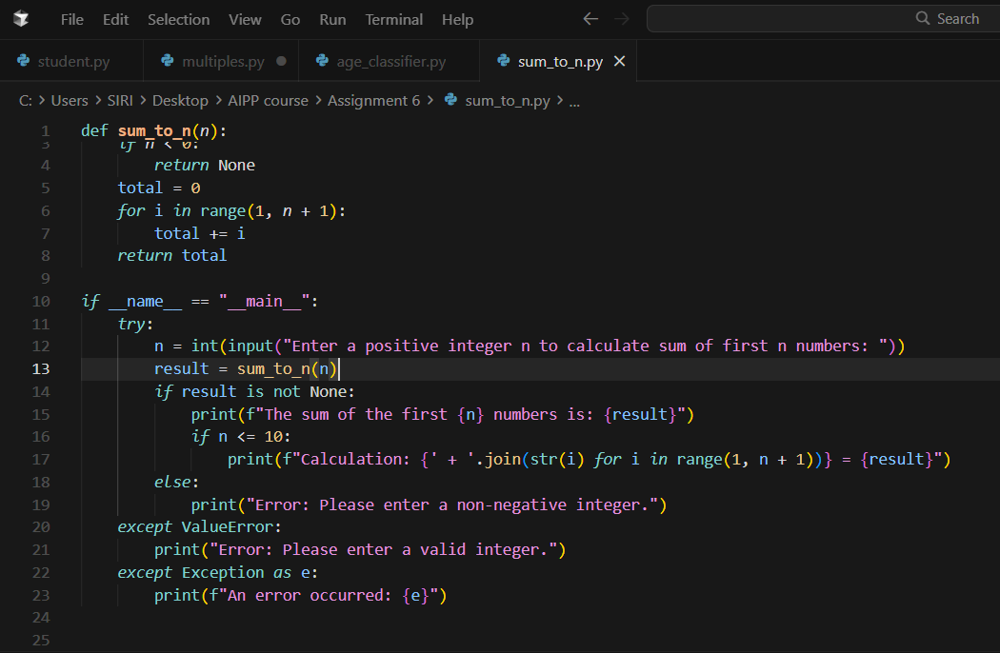 File Edit Selection View Go Run Terminal Help Search
student.py multiples.py age_classifier.py sum_to_n.py
C: > Users > SIRI > Desktop > AIPP course > Assignment 6 > sum_to_n.py > ...
1 def sum_to_n(n):
3     if n < 0:
4         return None
5     total = 0
6     for i in range(1, n + 1):
7         total += i
8     return total
9
10 if __name__ == "__main__":
11     try:
12         n = int(input("Enter a positive integer n to calculate sum of first n numbers: "))
13         result = sum_to_n(n)
14         if result is not None:
15             print(f"The sum of the first {n} numbers is: {result}")
16             if n <= 10:
17                 print(f"Calculation: {' + '.join(str(i) for i in range(1, n + 1))} = {result}")
18         else:
19             print("Error: Please enter a non-negative integer.")
20     except ValueError:
21         print("Error: Please enter a valid integer.")
22     except Exception as e:
23         print(f"An error occurred: {e}")
24
25